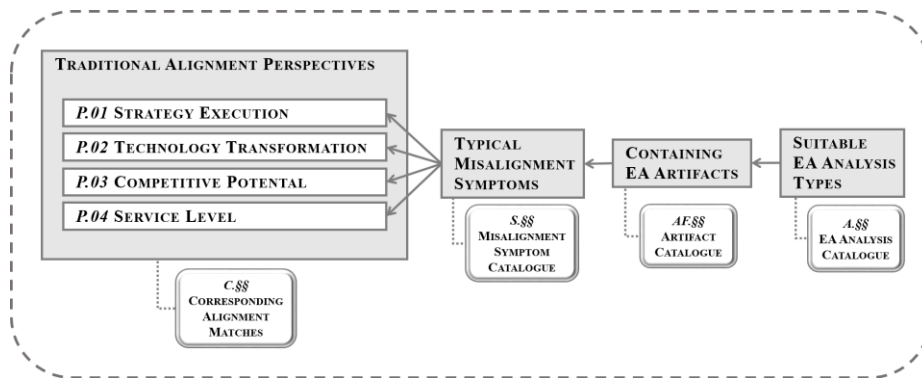 TRADITIONAL ALIGNMENT PERSPECTIVES
P.01 STRATEGY EXECUTION
P.02 TECHNOLOGY TRANSFORMATION
P.03 COMPETITIVE POTENTAL
P.04 SERVICE LEVEL
C.§§
CORRESPONDING
ALIGNMENT
MATCHES
TYPICAL
MISALIGNMENT
SYMPTOMS
S.§§
MISALIGNMENT
SYMPTOM
CATALOGUE
CONTAINING
EA ARTIFACTS
AF.§§
ARTIFACT
CATALOGUE
SUITABLE
EA ANALYSIS
TYPES
A.§§
EA ANALYSIS
CATALOGUE